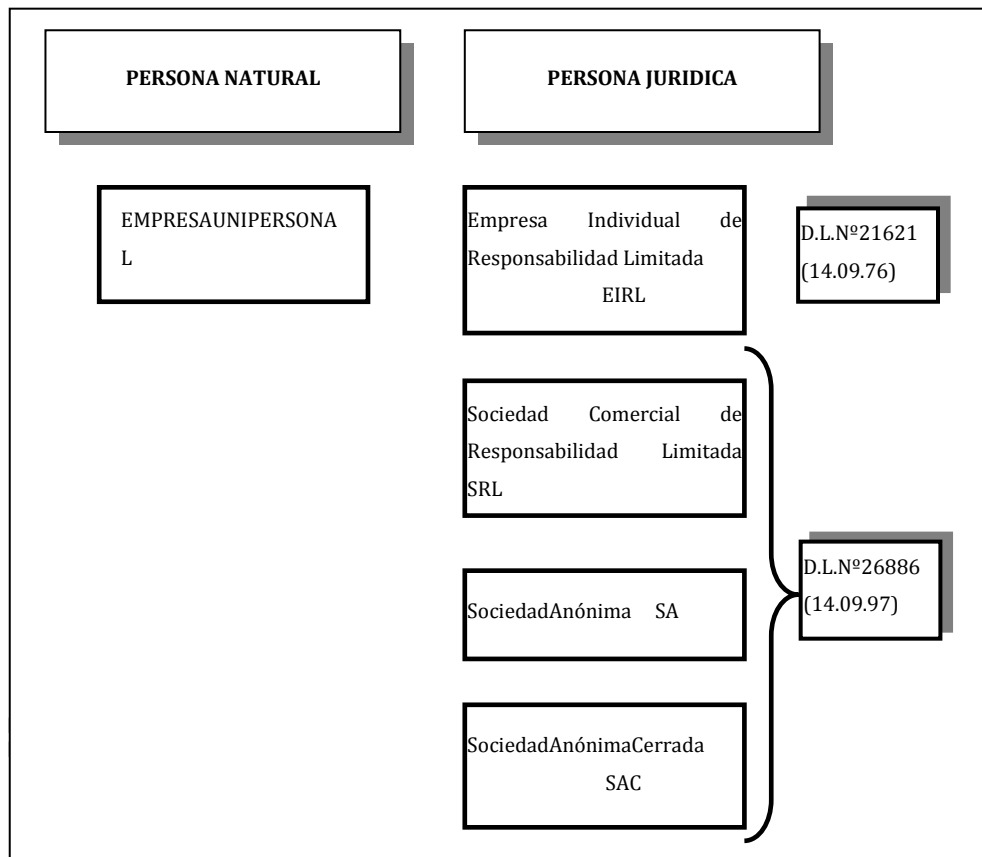 PERSONA NATURAL
PERSONA JURIDICA
EMPRESAUNIPERSONA
L
Empresa Individual de
Responsabilidad Limitada
EIRL
D.L.Nº21621
(14.09.76)
Sociedad Comercial de
Responsabilidad Limitada
SRL
SociedadAnónima SA
D.L.Nº26886
(14.09.97)
SociedadAnónimaCerrada
SAC